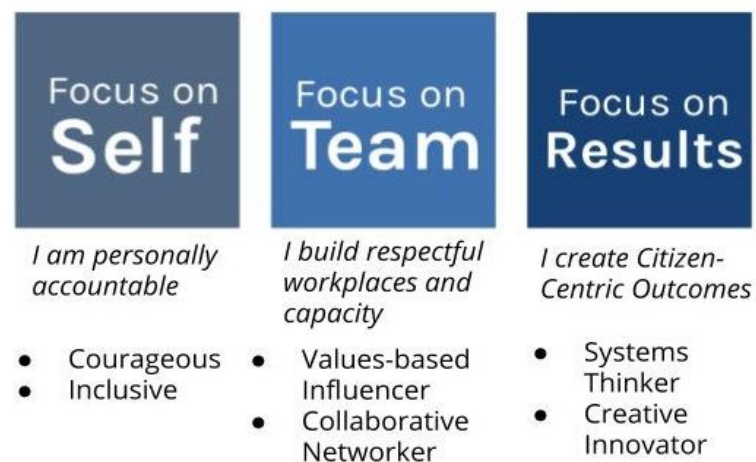 Focus on
Self
I am personally
accountable
● Courageous
● Inclusive
Focus on
Team
I build respectful
workplaces and
capacity
● Values-based
Influencer
● Collaborative
Networker
Focus on
Results
I create Citizen-
Centric Outcomes
● Systems
Thinker
● Creative
Innovator